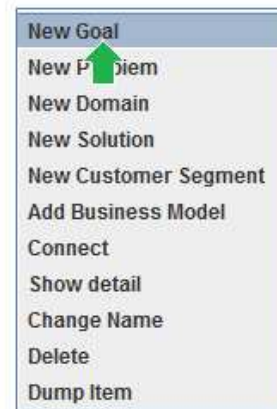 New Goal
New
New Domain
New Solution
New Customer Segment
Add Business Model
Connect
Show detail
Change Name
Delete
Dump Item